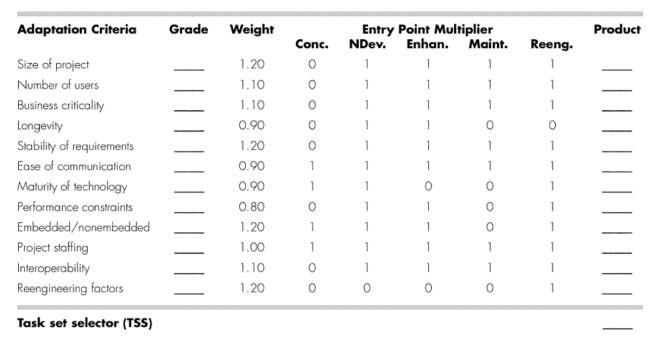 Adaptation Criteria Grade Weight Entry Point Multiplier Product
Conc. NDev. Enhan. Maint. Reeng.
Size of project ____ 1.20 0 1 1 1 1 ____
Number of users ____ 1.10 0 1 1 1 1 ____
Business criticality ____ 1.10 0 1 1 1 1 ____
Longevity ____ 0.90 0 1 1 0 0 ____
Stability of requirements ____ 1.20 0 1 1 1 1 ____
Ease of communication ____ 0.90 1 1 1 1 1 ____
Maturity of technology ____ 0.90 1 1 0 0 1 ____
Performance constraints ____ 0.80 0 1 1 0 1 ____
Embedded/nonembedded ____ 1.20 1 1 1 0 1 ____
Project staffing ____ 1.00 1 1 1 1 1 ____
Interoperability ____ 1.10 0 1 1 1 1 ____
Reengineering factors ____ 1.20 0 0 0 0 1 ____
Task set selector (TSS) ____